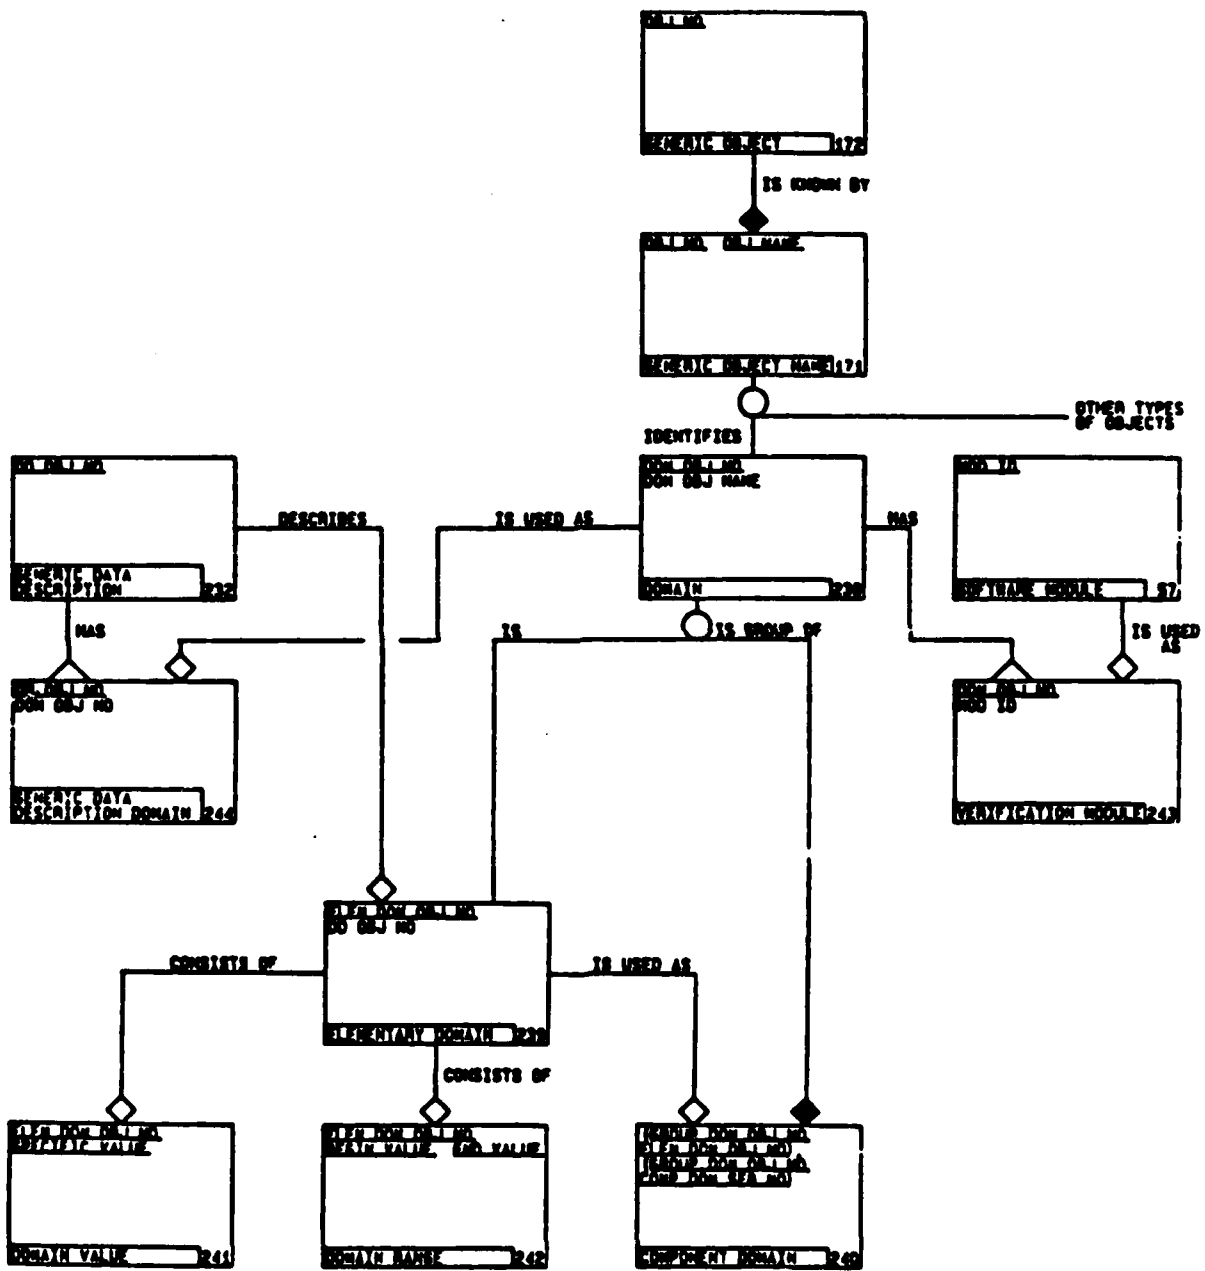 OBJ NO
GENERIC OBJECT 172
IS KNOWN BY
OBJ NO OBJ NAME
GENERIC OBJECT NAME 171
OTHER TYPES
OF OBJECTS
IDENTIFIES
DD OBJ NO
DOM OBJ NO
DOM OBJ NAME
MOD ID
DESCRIBES
IS USED AS
HAS
GENERIC DATA
DESCRIPTION 232
DOMAIN
SOFTWARE MODULE 57
HAS
IS
IS GROUP OF
IS USED
AS
DD OBJ NO
DOM OBJ NO
DOM OBJ NO
MOD ID
GENERIC DATA
DESCRIPTION DOMAIN 244
VERIFICATION MODULE 243
ELEM DOM OBJ NO
DD OBJ NO
CONSISTS OF
IS USED AS
ELEMENTARY DOMAIN 239
CONSISTS OF
ELEM DOM OBJ NO
SPECIFIC VALUE
ELEM DOM OBJ NO
BEGIN VALUE END VALUE
(GROUP DOM OBJ NO
ELEM DOM OBJ NO)
(GROUP DOM OBJ NO
COMP DOM SEQ NO)
DOMAIN VALUE 241
DOMAIN RANGE 242
COMPONENT DOMAIN 240